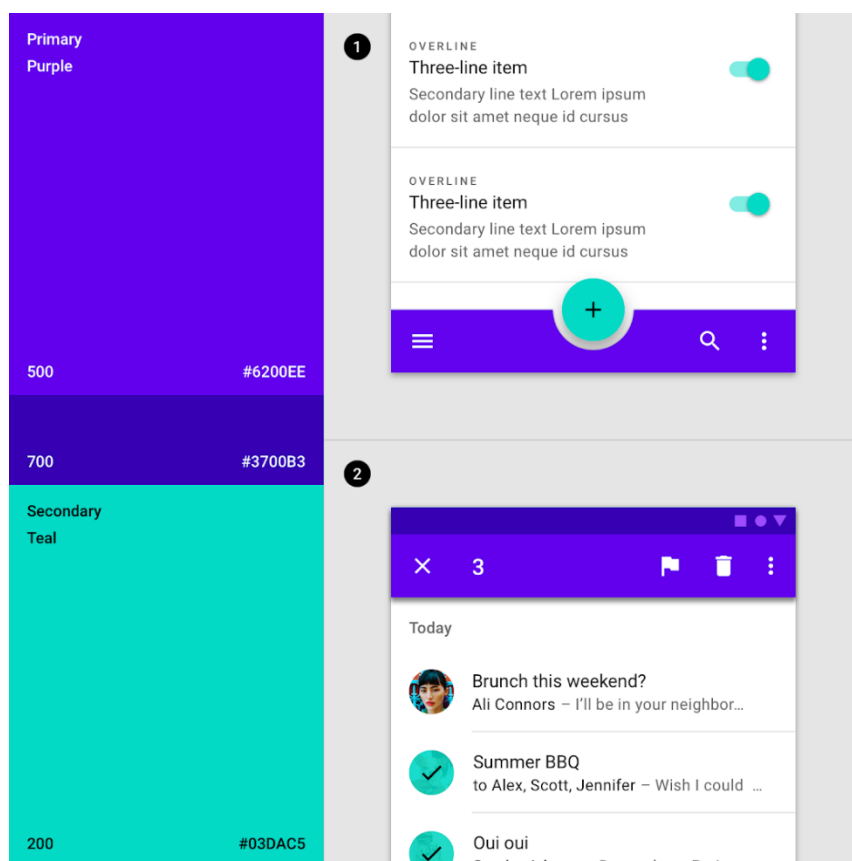 Primary
Purple
500 #6200EE
700 #3700B3
Secondary
Teal
200 #03DAC5
1
OVERLINE
Three-line item
Secondary line text Lorem ipsum
dolor sit amet neque id cursus
OVERLINE
Three-line item
Secondary line text Lorem ipsum
dolor sit amet neque id cursus
2
3
Today
Brunch this weekend?
Ali Connors – I'll be in your neighbor…
Summer BBQ
to Alex, Scott, Jennifer – Wish I could …
Oui oui